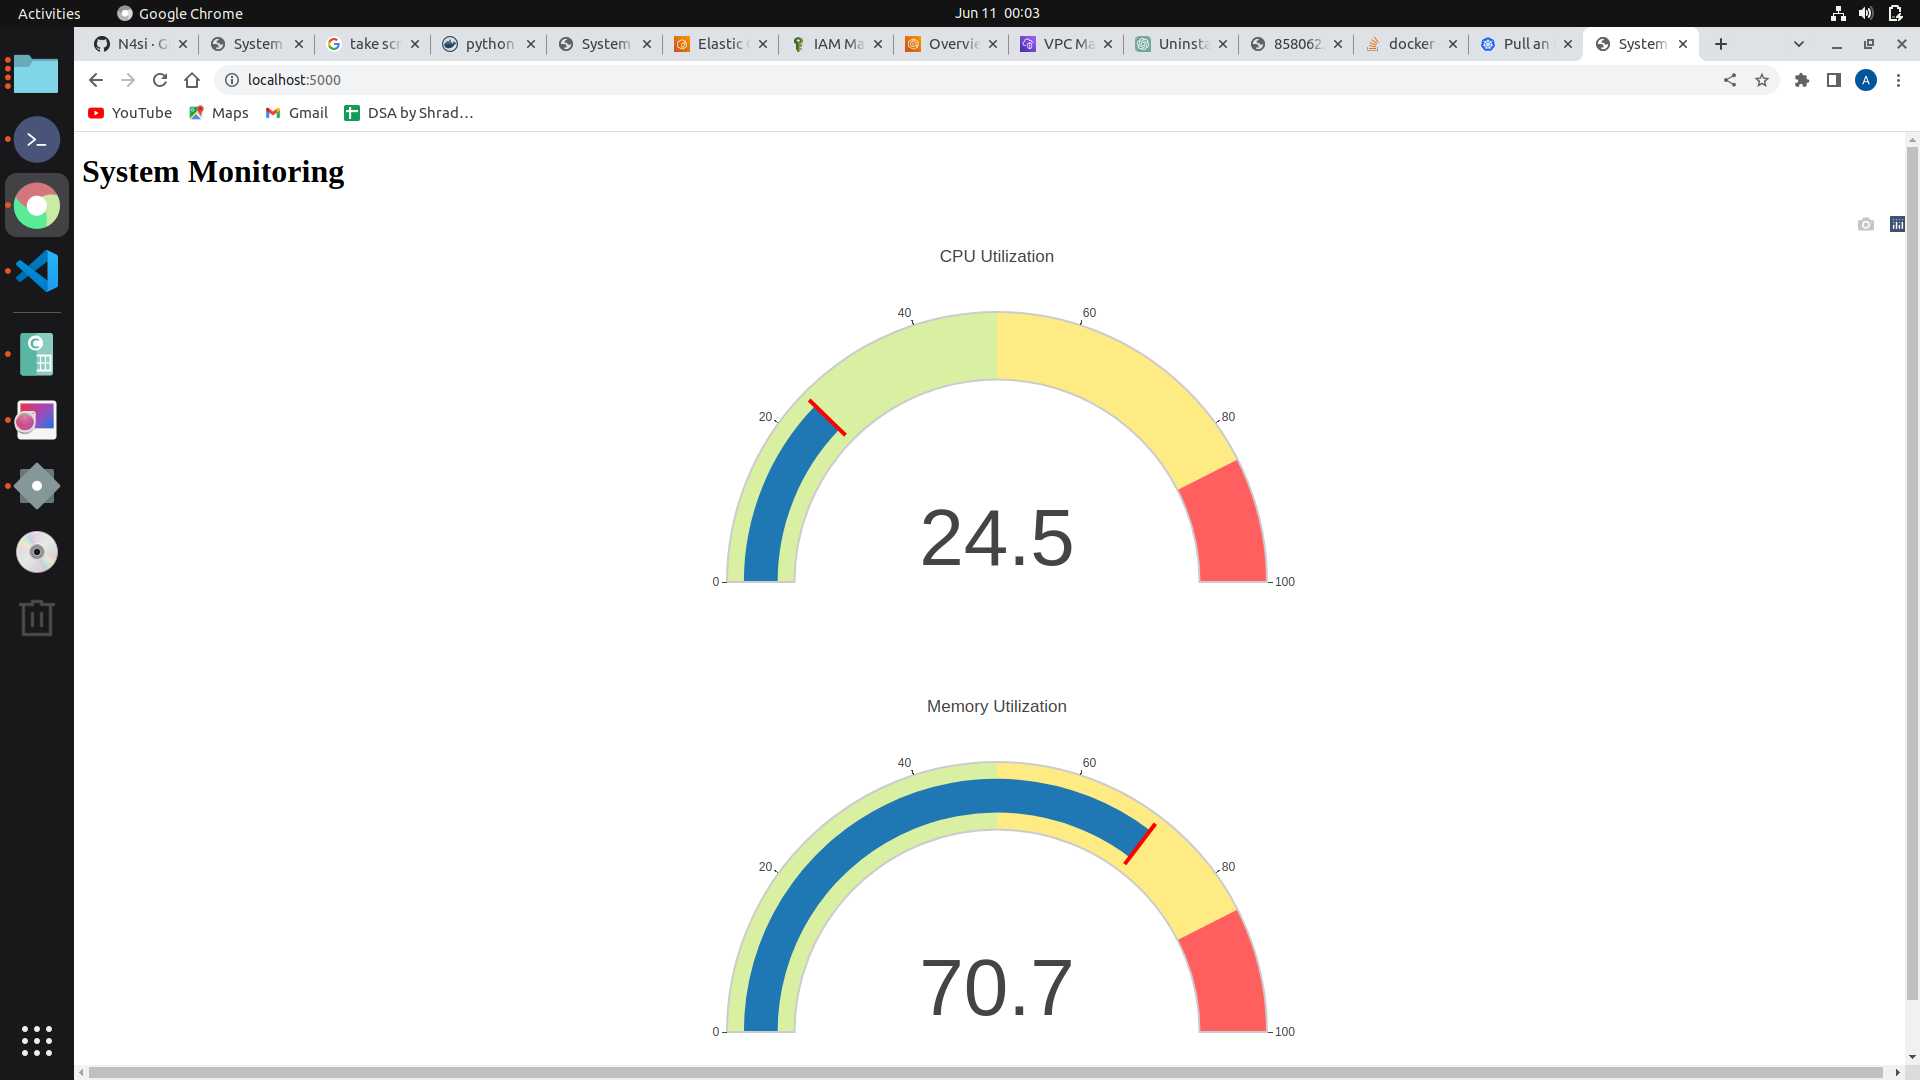 Activities Google Chrome Jun 11 00:03
N4si · G System take scr python System Elastic IAM Ma Overvie VPC Ma Uninsta 858062 docker Pull an System
localhost:5000 A
YouTube Maps Gmail DSA by Shrad...
System Monitoring
CPU Utilization
40 60
20 80
24.5
0 100
Memory Utilization
40 60
20 80
70.7
0 100